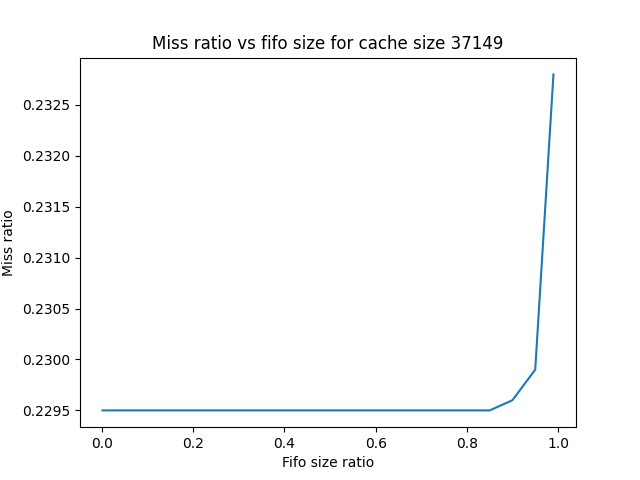 Miss ratio vs fifo size for cache size 37149
Miss ratio
0.2325
0.2320
0.2315
0.2310
0.2305
0.2300
0.2295
0.0 0.2 0.4 0.6 0.8 1.0
Fifo size ratio